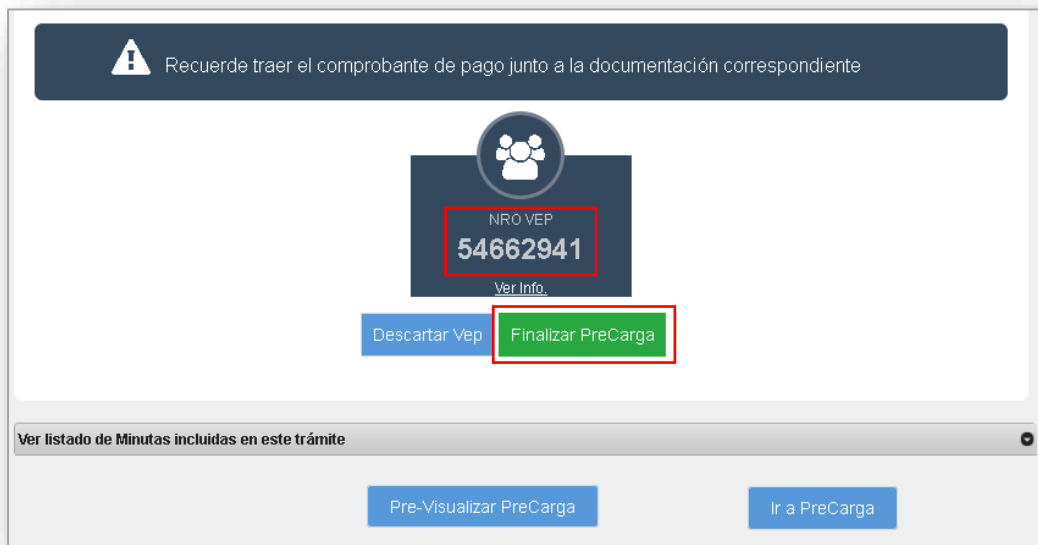 Recuerde traer el comprobante de pago junto a la documentación correspondiente
NRO VEP
54662941
Ver Info.
Descartar Vep
Finalizar PreCarga
Ver listado de Minutas incluidas en este trámite
Pre-Visualizar PreCarga
Ir a PreCarga